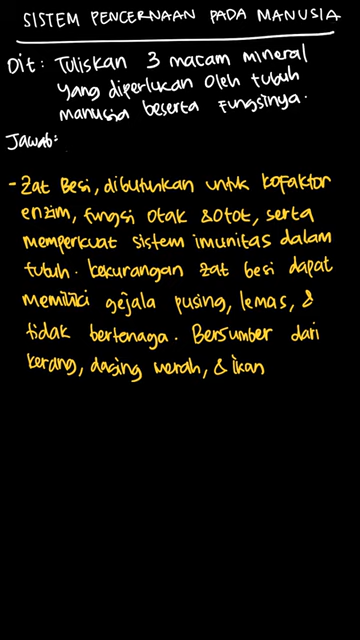 SISTEM PENCERNAAN PADA MANUSIA
Dit: Tuliskan 3 macam mineral
yang diperlukan oleh tubuh
manusia beserta fungsinya.
Jawab:
- Zat Besi, dibutuhkan untuk kofaktor
enzim, fungsi otak & otot, serta
memperkuat sistem imunitas dalam
tubuh. kekurangan zat besi dapat
memiliki gejala pusing, lemas, &
tidak bertenaga. Bersumber dari
kerang, daging merah, & ikan